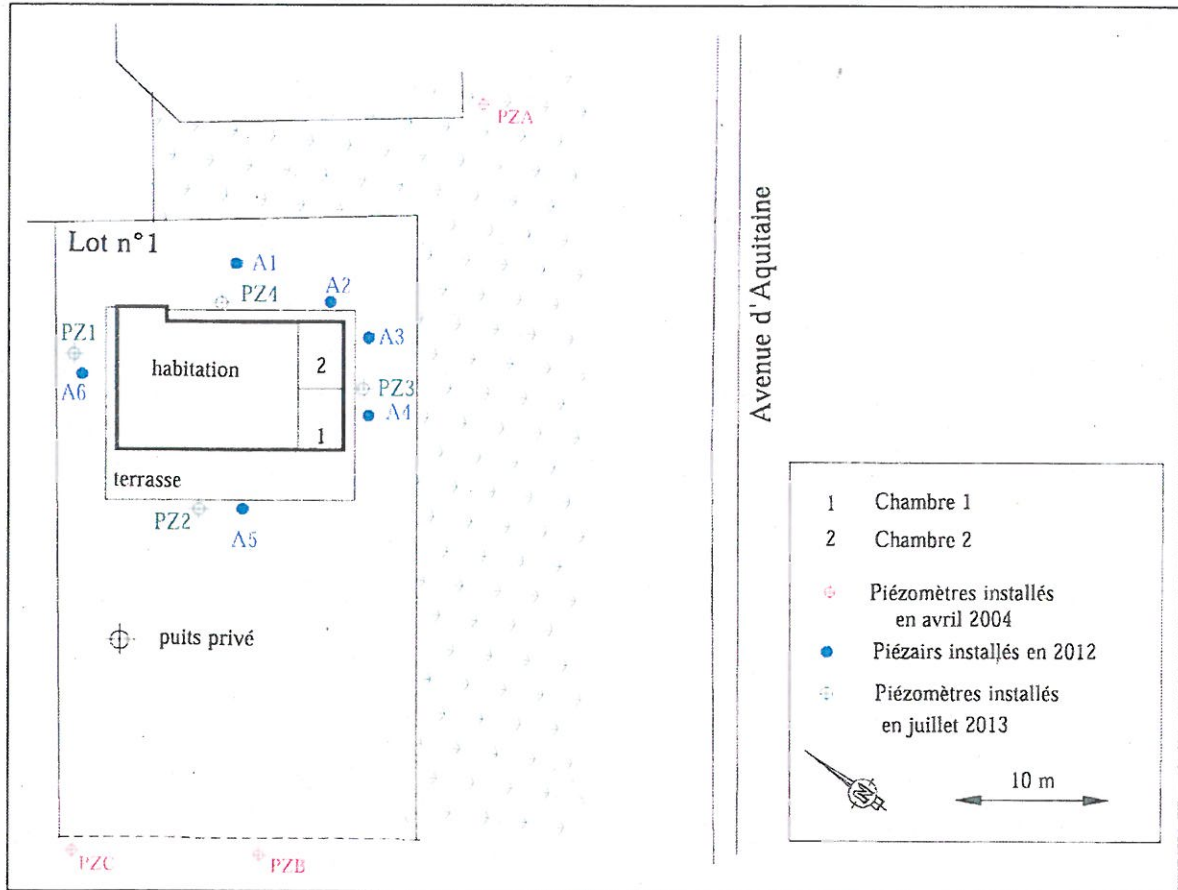 PZA
Lot n°1
A1
PZ4
A2
PZ1
A3
habitation
2
A6
PZ3
A4
1
terrasse
PZ2
A5
puits privé
PZC
PZB
Avenue d'Aquitaine
1 Chambre 1
2 Chambre 2
Piézomètres installés
en avril 2004
Piézairs installés en 2012
Piézomètres installés
en juillet 2013
N
10 m